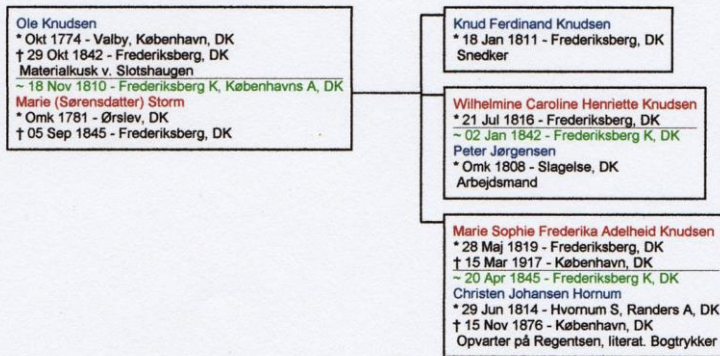 Ole Knudsen
* Okt 1774 - Valby, København, DK
† 29 Okt 1842 - Frederiksberg, DK
Materialkusk v. Slotshaugen
~ 18 Nov 1810 - Frederiksberg K, Københavns A, DK
Marie (Sørensdatter) Storm
* Omk 1781 - Ørslev, DK
† 05 Sep 1845 - Frederiksberg, DK
Knud Ferdinand Knudsen
* 18 Jan 1811 - Frederiksberg, DK
Snedker
Wilhelmine Caroline Henriette Knudsen
* 21 Jul 1816 - Frederiksberg, DK
~ 02 Jan 1842 - Frederiksberg K, DK
Peter Jørgensen
* Omk 1808 - Slagelse, DK
Arbejdsmand
Marie Sophie Frederika Adelheid Knudsen
* 28 Maj 1819 - Frederiksberg, DK
† 15 Mar 1917 - København, DK
~ 20 Apr 1845 - Frederiksberg K, DK
Christen Johansen Hornum
* 29 Jun 1814 - Hvornum S, Randers A, DK
† 15 Nov 1876 - København, DK
Opvarter på Regentsen, literat. Bogtrykker